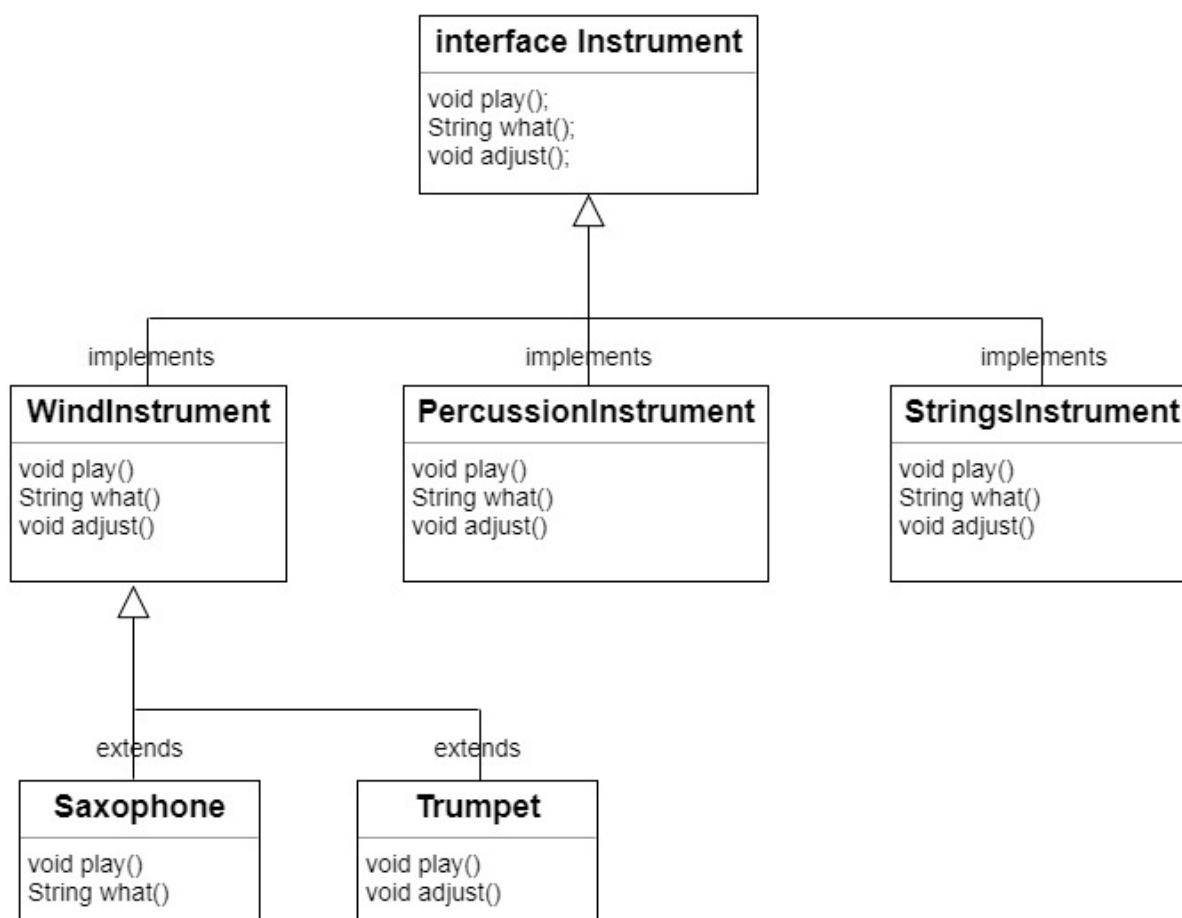 interface Instrument
void play();
String what();
void adjust();
implements
implements
implements
WindInstrument
void play()
String what()
void adjust()
PercussionInstrument
void play()
String what()
void adjust()
StringsInstrument
void play()
String what()
void adjust()
extends
extends
Saxophone
void play()
String what()
Trumpet
void play()
void adjust()